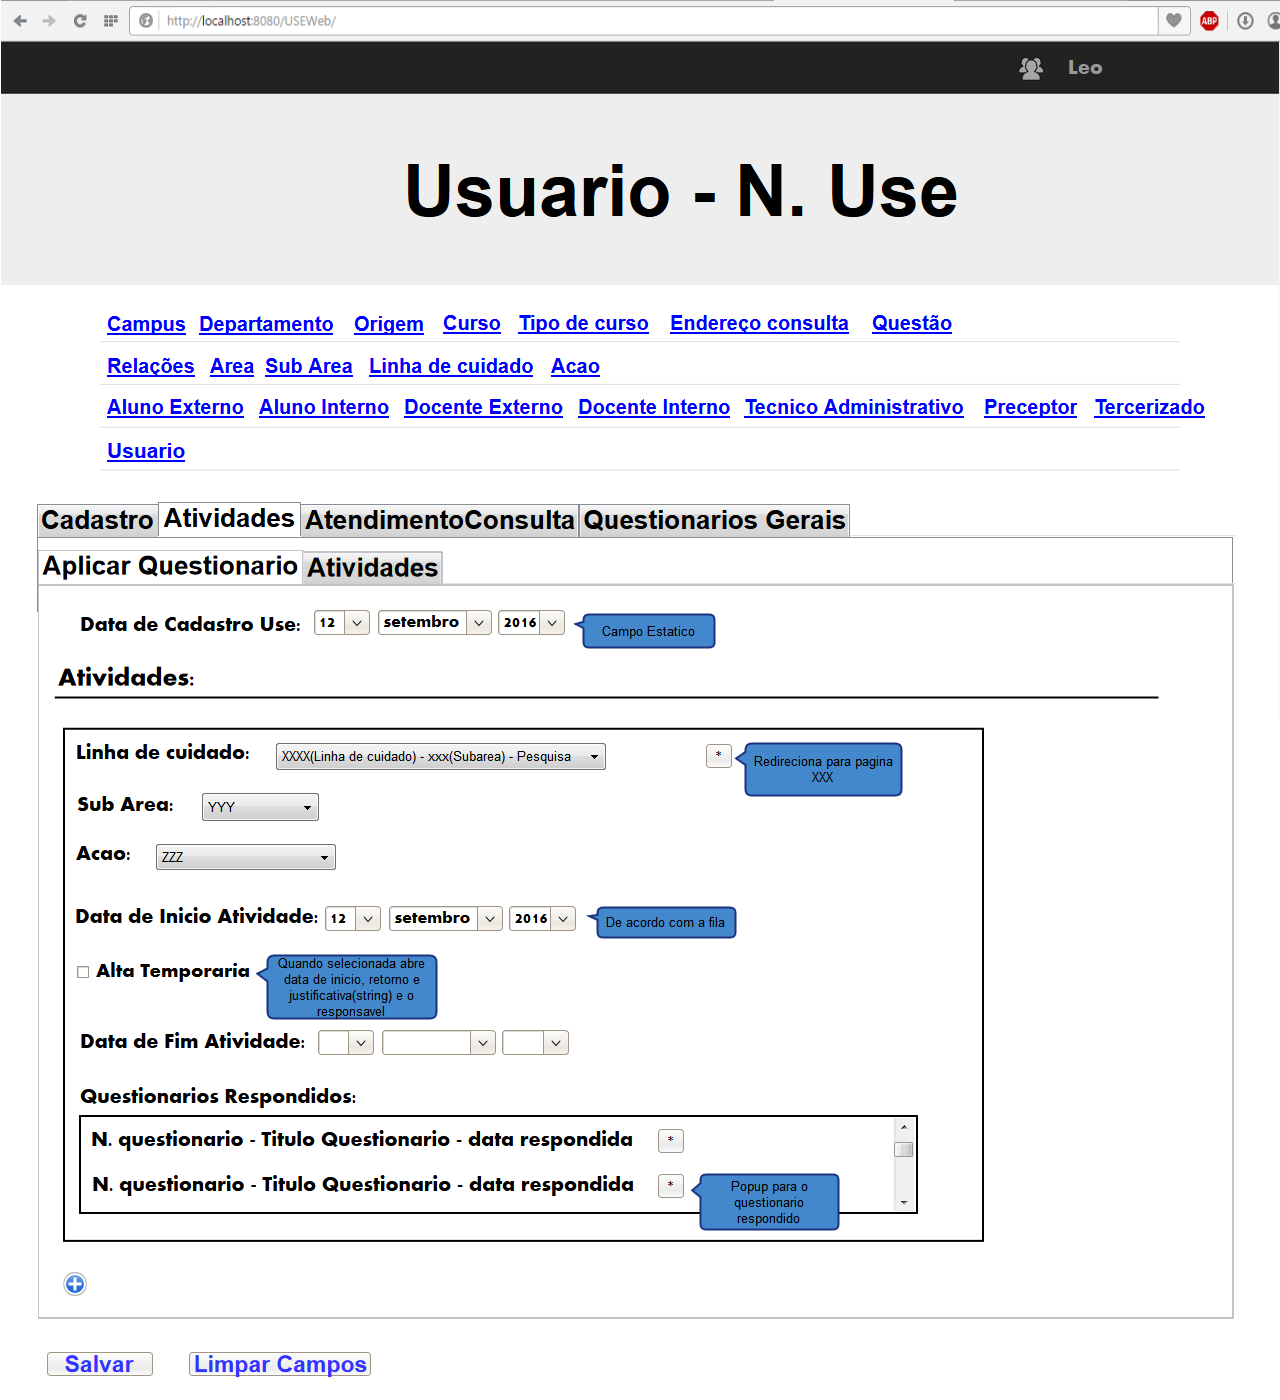 http://localhost:8080/USEWeb/
ABP
Leo
Usuario - N. Use
Campus Departamento Origem Curso Tipo de curso Endereço consulta Questão
Relações Area Sub Area Linha de cuidado Acao
Aluno Externo Aluno Interno Docente Externo Docente Interno Tecnico Administrativo Preceptor Tercerizado
Usuario
Cadastro Atividades AtendimentoConsulta Questionarios Gerais
Aplicar Questionario Atividades
Data de Cadastro Use: 12 setembro 2016 Campo Estatico
Atividades:
Linha de cuidado: XXXX(Linha de cuidado) - xxx(Subarea) - Pesquisa *
Redireciona para pagina
XXX
Sub Area: YYY
Acao: ZZZ
Data de Inicio Atividade: 12 setembro 2016 De acordo com a fila
Alta Temporaria
Quando selecionada abre
data de inicio, retorno e
justificativa(string) e o
responsavel
Data de Fim Atividade:
Questionarios Respondidos:
N. questionario - Titulo Questionario - data respondida *
N. questionario - Titulo Questionario - data respondida *
Popup para o
questionario
respondido
Salvar Limpar Campos